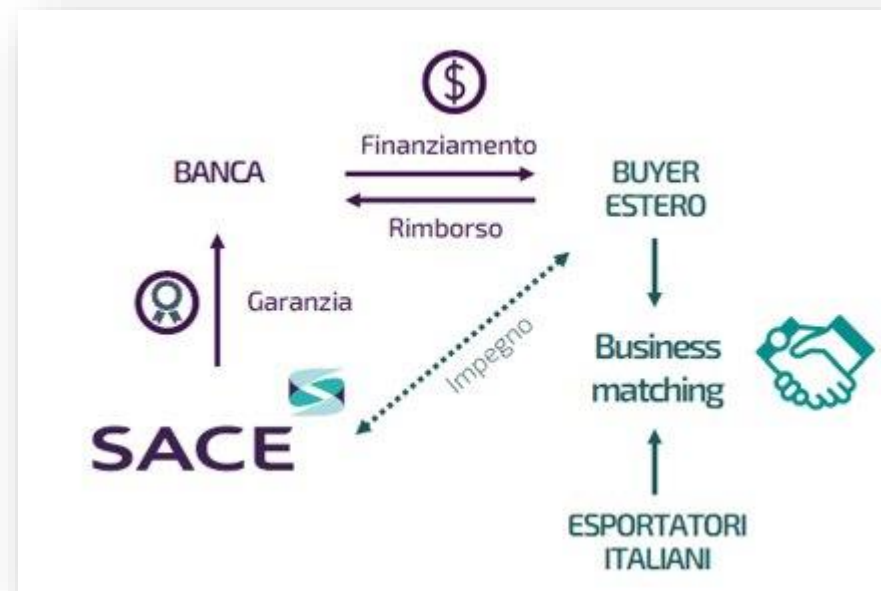 $
Finanziamento
BANCA
BUYER
ESTERO
Rimborso
Garanzia
Impegno
Business
matching
SACE
ESPORTATORI
ITALIANI